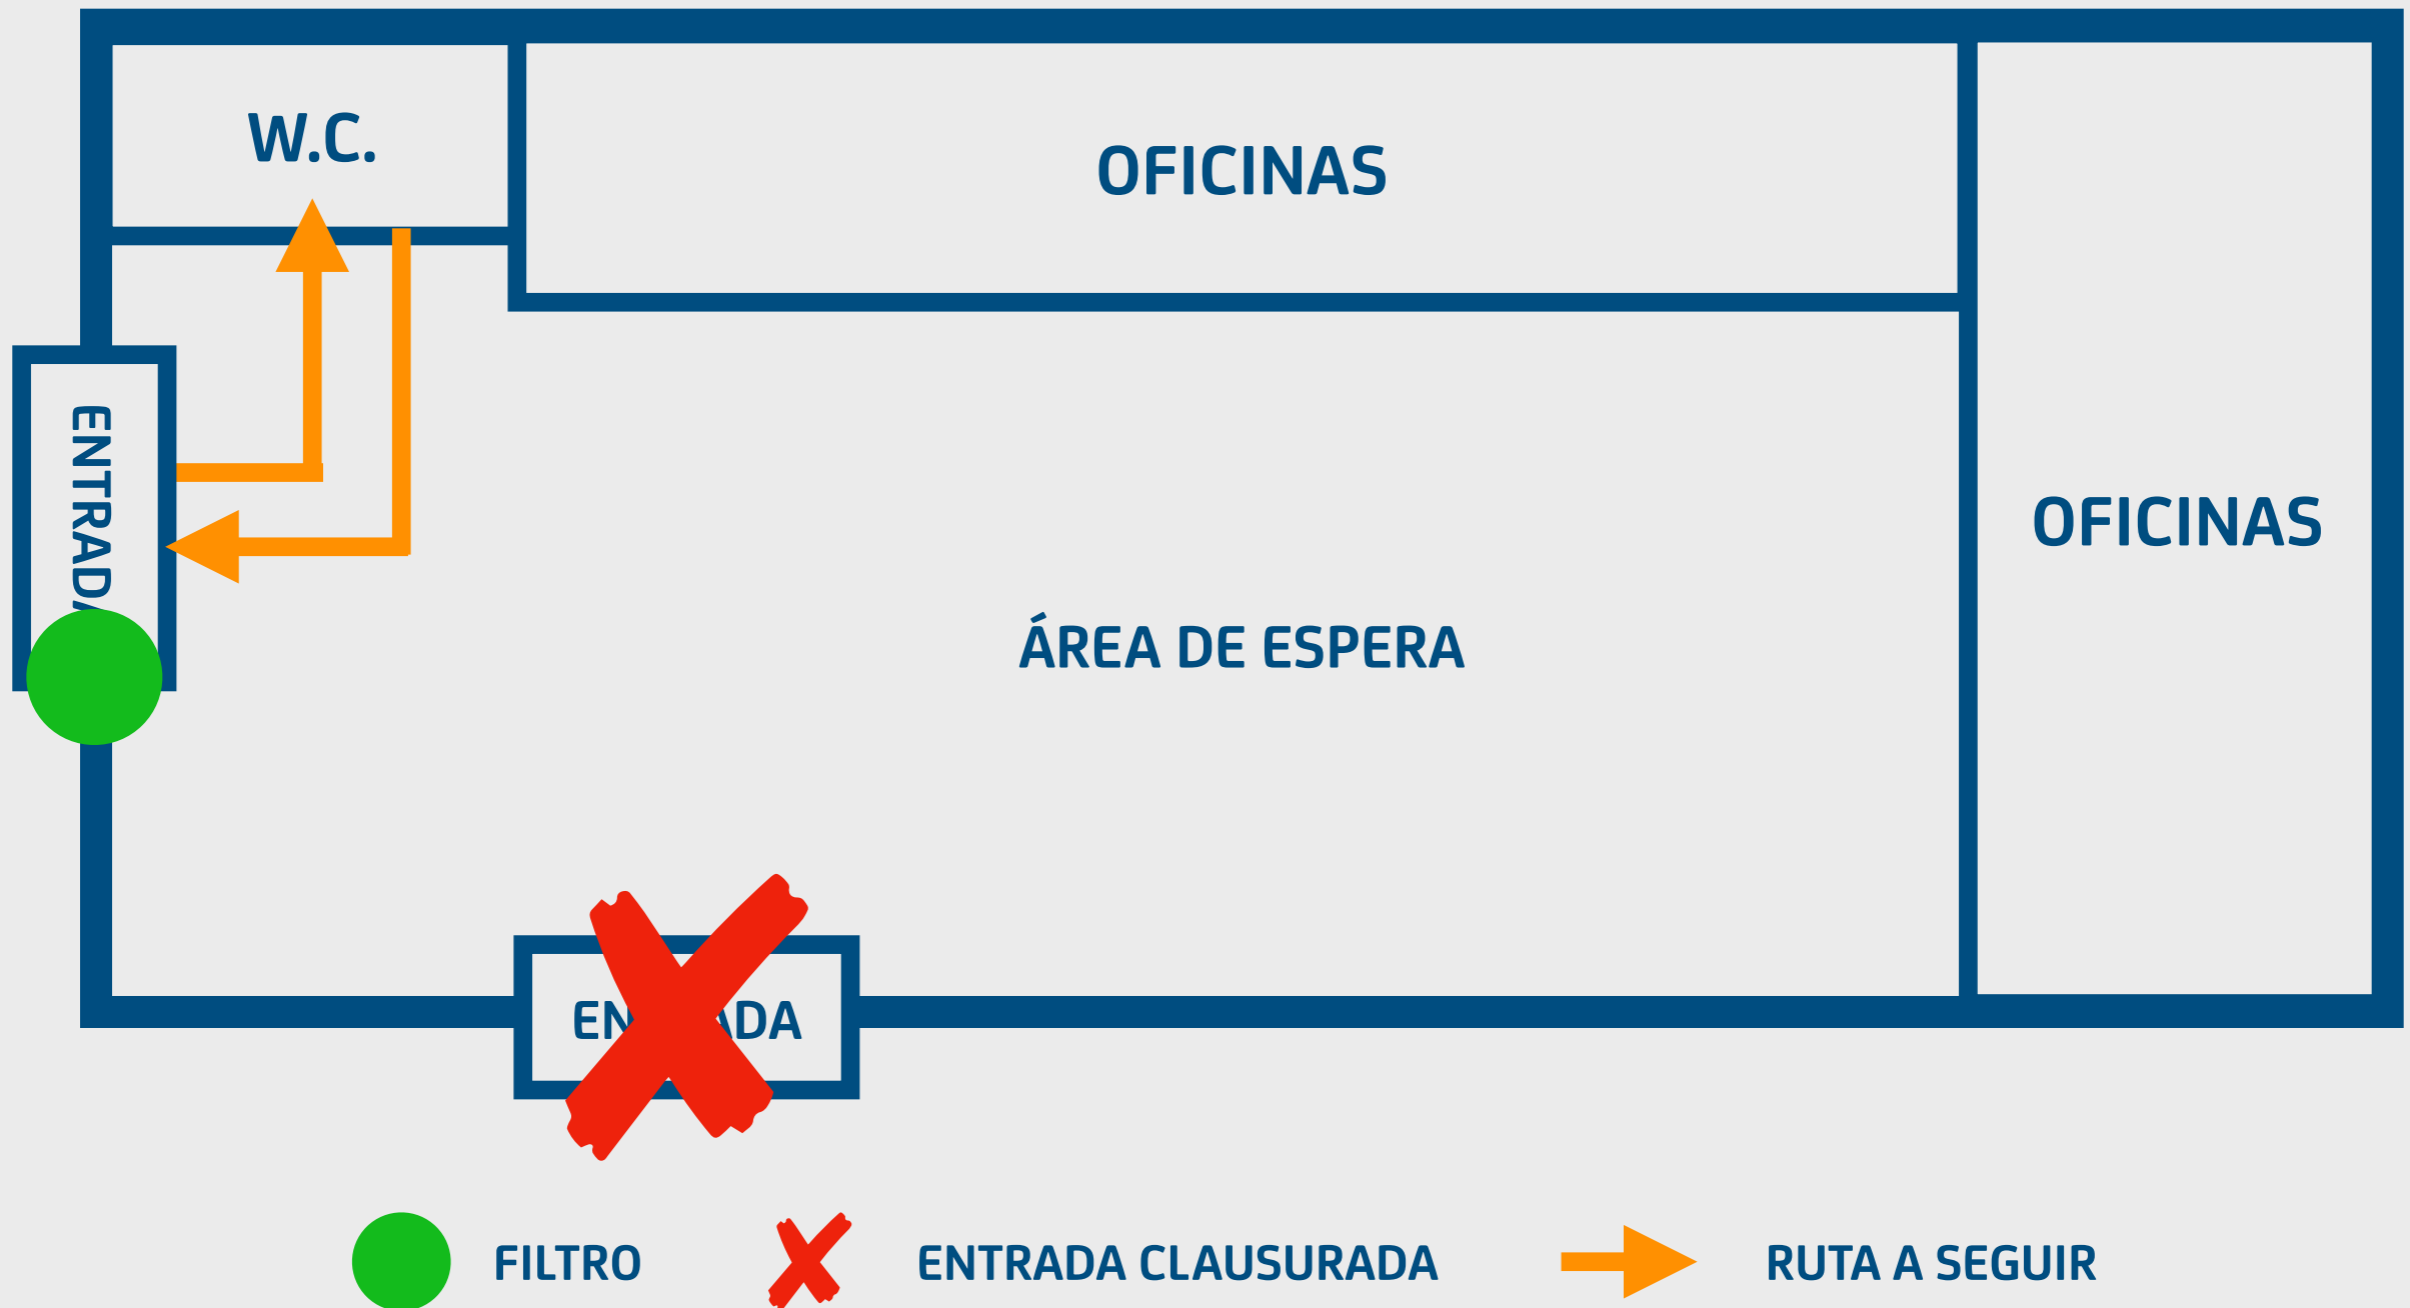 W.C.
OFICINAS
ENTRADA
OFICINAS
ÁREA DE ESPERA
FILTRO
ENTRADA CLAUSURADA
RUTA A SEGUIR